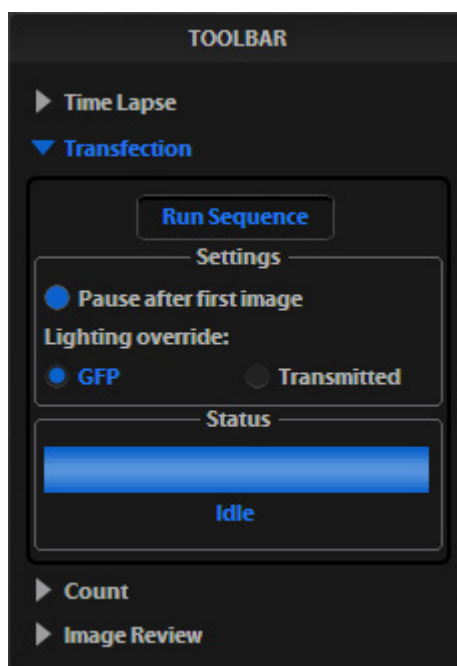 TOOLBAR
Time Lapse
Transfection
Run Sequence
Settings
Pause after first image
Lighting override:
GFP Transmitted
Status
Idle
Count
Image Review